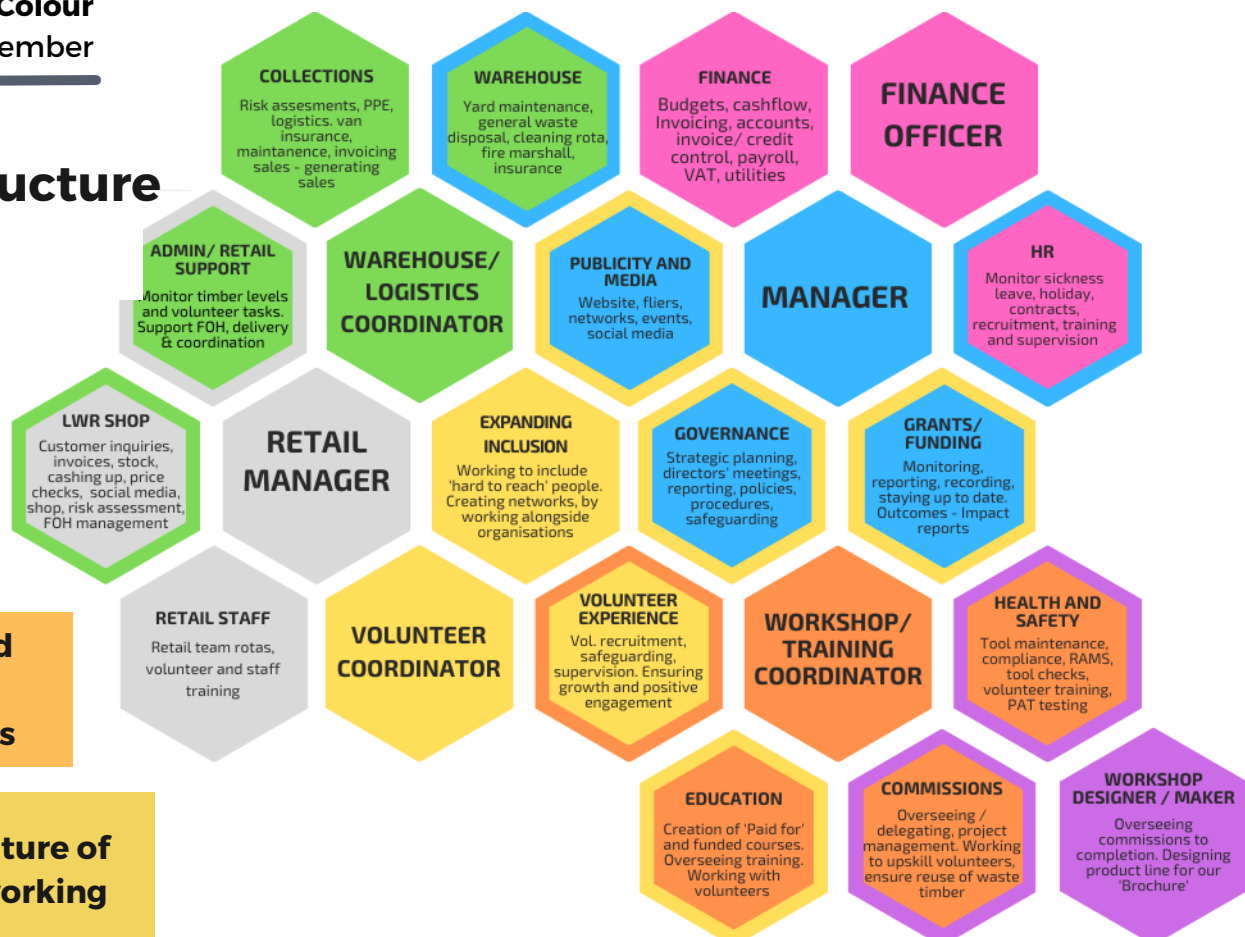 Colour
ember
ucture
COLLECTIONS
Risk assesments, PPE,
logistics. van
insurance,
maintanence, invoicing
sales - generating
sales
WAREHOUSE
Yard maintenance,
general waste
disposal, cleaning rota,
fire marshall,
insurance
FINANCE
Budgets, cashflow,
Invoicing, accounts,
invoice/ credit
control, payroll,
VAT, utilities
FINANCE
OFFICER
ADMIN/ RETAIL
SUPPORT
Monitor timber levels
and volunteer tasks.
Support FOH, delivery
& coordination
WAREHOUSE/
LOGISTICS
COORDINATOR
PUBLICITY AND
MEDIA
Website, fliers,
networks, events,
social media
MANAGER
HR
Monitor sickness
leave, holiday,
contracts,
recruitment, training
and supervision
LWR SHOP
Customer inquiries,
invoices, stock,
cashing up, price
checks, social media,
shop, risk assessment,
FOH management
RETAIL
MANAGER
EXPANDING
INCLUSION
Working to include
'hard to reach' people.
Creating networks, by
working alongside
organisations
GOVERNANCE
Strategic planning,
directors' meetings,
reporting, policies,
procedures,
safeguarding
GRANTS/
FUNDING
Monitoring,
reporting, recording,
staying up to date.
Outcomes - Impact
reports
RETAIL STAFF
Retail team rotas,
volunteer and staff
training
VOLUNTEER
COORDINATOR
VOLUNTEER
EXPERIENCE
Vol. recruitment,
safeguarding,
supervision. Ensuring
growth and positive
engagement
WORKSHOP/
TRAINING
COORDINATOR
HEALTH AND
SAFETY
Tool maintenance,
compliance, RAMS,
tool checks,
volunteer training,
PAT testing
d
s
EDUCATION
Creation of 'Paid for'
and funded courses.
Overseeing training.
Working with
volunteers
COMMISSIONS
Overseeing /
delegating, project
management. Working
to upskill volunteers,
ensure reuse of waste
timber
WORKSHOP
DESIGNER / MAKER
Overseeing
commissions to
completion. Designing
product line for our
'Brochure'
ture of
orking